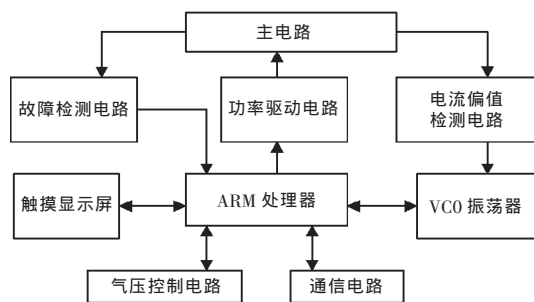 主电路
故障检测电路
功率驱动电路
电流偏值
检测电路
触摸显示屏
ARM 处理器
VCO 振荡器
气压控制电路
通信电路